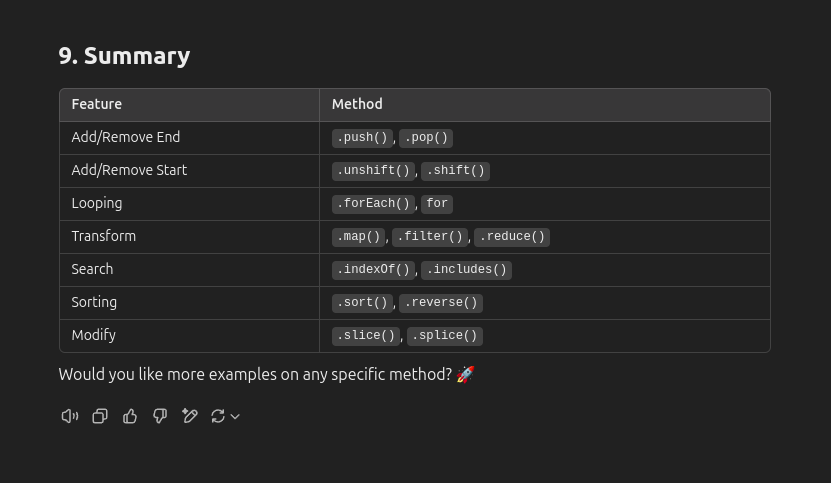 9. Summary
Feature Method
Add/Remove End .push(), .pop()
Add/Remove Start .unshift(), .shift()
Looping .forEach(), for
Transform .map(), .filter(), .reduce()
Search .indexOf(), .includes()
Sorting .sort(), .reverse()
Modify .slice(), .splice()
Would you like more examples on any specific method? 🚀